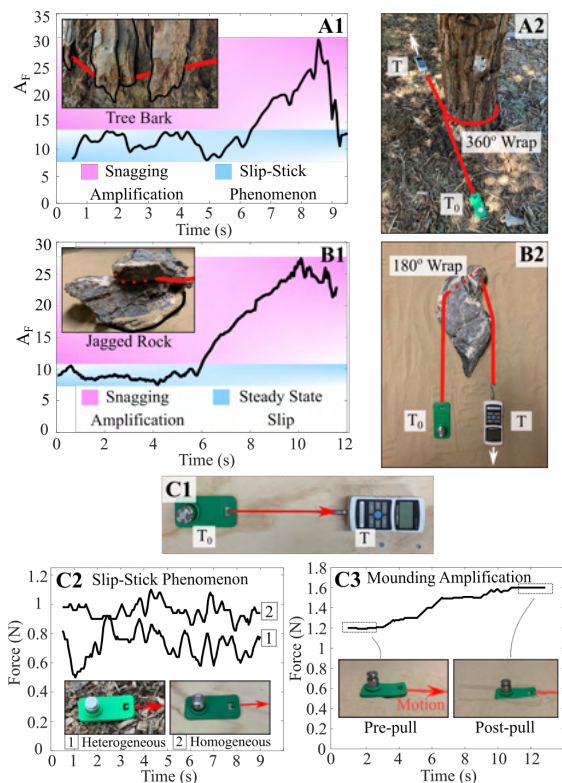 A1
A_F
35
30
25
20
15
10
5
0
Tree Bark
Snagging
Amplification
Slip-Stick
Phenomenon
0 1 2 3 4 5 6 7 8 9
Time (s)
A2
T
360° Wrap
T₀
B1
A_F
35
30
25
20
15
10
5
0
Jagged Rock
Snagging
Amplification
Steady State
Slip
0 2 4 6 8 10 12
Time (s)
B2
180° Wrap
T₀
T
C1
T₀
T
C2 Slip-Stick Phenomenon
Force (N)
1.2
1
0.8
0.6
0.4
0.2
0
2
1
1 Heterogeneous 2 Homogeneous
0 1 2 3 4 5 6 7 8 9
Time (s)
C3 Mounding Amplification
Force (N)
1.8
1.6
1.4
1.2
1
0.8
0.6
0.4
0.2
0
Motion
Pre-pull
Post-pull
0 2 4 6 8 10 12
Time (s)